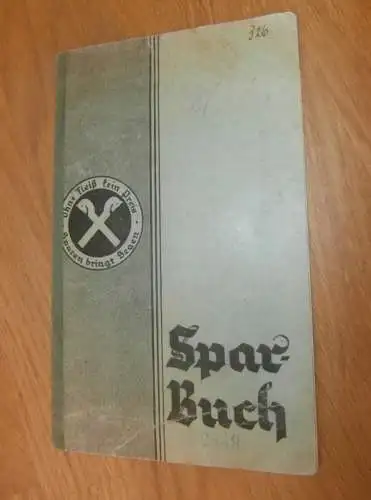 326
Ohne Fleiß kein Preis · Sparen bringt Segen ·
Spar-
Buch